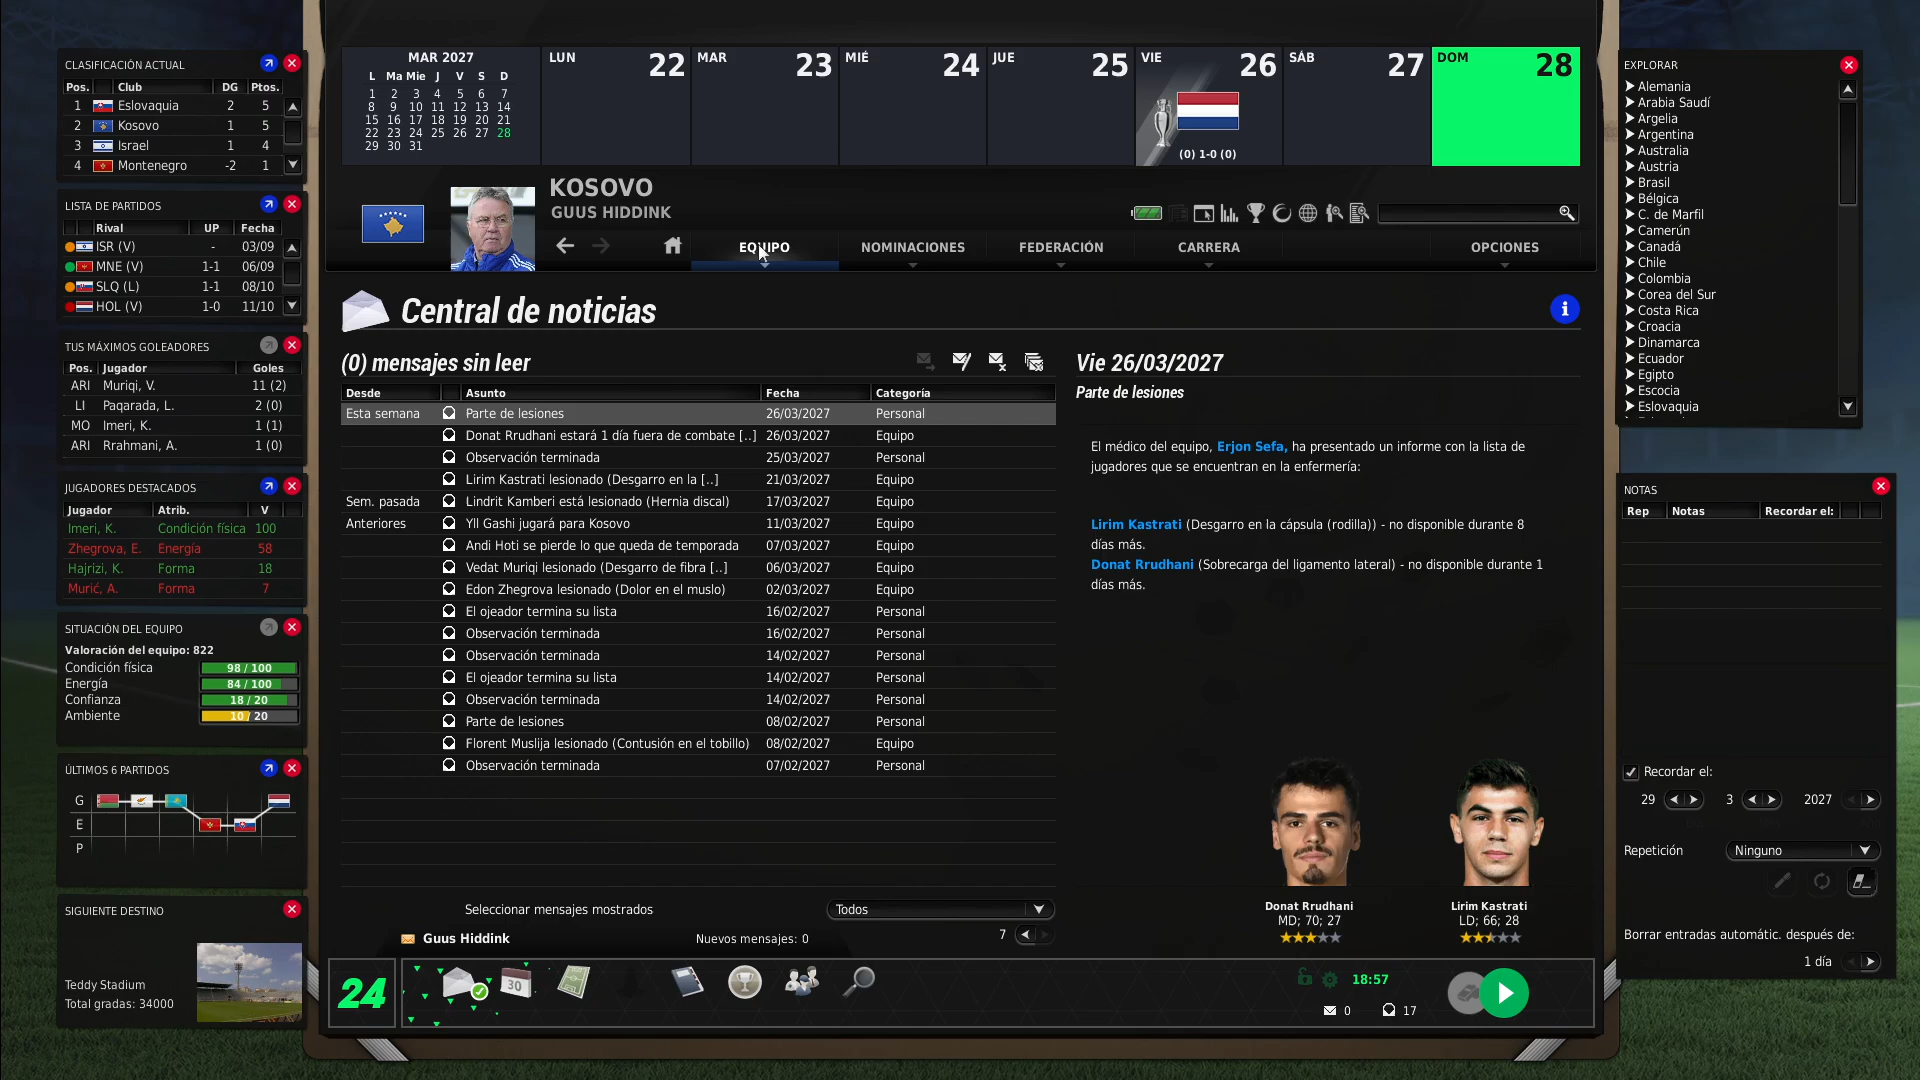 CLASIFICACIÓN ACTUAL
Pos. Club DG Ptos.
1 Eslovaquia 2 5
2 Kosovo 1 5
3 Israel 1 4
4 Montenegro -2 1
LISTA DE PARTIDOS
Rival UP Fecha
ISR (V) - 03/09
MNE (V) 1-1 06/09
SLQ (L) 1-1 08/10
HOL (V) 1-0 11/10
TUS MÁXIMOS GOLEADORES
Pos. Jugador Goles
ARI Muriqi, V. 11 (2)
LI Paqarada, L. 2 (0)
MO Imeri, K. 1 (1)
ARI Rrahmani, A. 1 (0)
JUGADORES DESTACADOS
Jugador Atrib. V
Imeri, K. Condición física 100
Zhegrova, E. Energía 58
Hajrizi, K. Forma 18
Murić, A. Forma 7
SITUACIÓN DEL EQUIPO
Valoración del equipo: 822
Condición física 98 / 100
Energía 84 / 100
Confianza 18 / 20
Ambiente 10 / 20
ÚLTIMOS 6 PARTIDOS
G
E
P
SIGUIENTE DESTINO
Teddy Stadium
Total gradas: 34000
MAR 2027
L Ma Mie J V S D
1 2 3 4 5 6 7
8 9 10 11 12 13 14
15 16 17 18 19 20 21
22 23 24 25 26 27 28
29 30 31
LUN 22
MAR 23
MIÉ 24
JUE 25
VIE 26
(0) 1-0 (0)
SÁB 27
DOM 28
KOSOVO
GUUS HIDDINK
EQUIPO NOMINACIONES FEDERACIÓN CARRERA OPCIONES
Central de noticias
i
(0) mensajes sin leer
Desde Asunto Fecha Categoría
Esta semana Parte de lesiones 26/03/2027 Personal
Donat Rrudhani estará 1 día fuera de combate [..] 26/03/2027 Equipo
Observación terminada 25/03/2027 Personal
Lirim Kastrati lesionado (Desgarro en la [..] 21/03/2027 Equipo
Sem. pasada Lindrit Kamberi está lesionado (Hernia discal) 17/03/2027 Equipo
Anteriores Yll Gashi jugará para Kosovo 11/03/2027 Equipo
Andi Hoti se pierde lo que queda de temporada 07/03/2027 Equipo
Vedat Muriqi lesionado (Desgarro de fibra [..] 06/03/2027 Equipo
Edon Zhegrova lesionado (Dolor en el muslo) 02/03/2027 Equipo
El ojeador termina su lista 16/02/2027 Personal
Observación terminada 16/02/2027 Personal
Observación terminada 14/02/2027 Personal
El ojeador termina su lista 14/02/2027 Personal
Observación terminada 14/02/2027 Personal
Parte de lesiones 08/02/2027 Personal
Florent Muslija lesionado (Contusión en el tobillo) 08/02/2027 Equipo
Observación terminada 07/02/2027 Personal
Seleccionar mensajes mostrados Todos
Guus Hiddink Nuevos mensajes: 0 7
Vie 26/03/2027
Parte de lesiones
El médico del equipo, Erjon Sefa, ha presentado un informe con la lista de
jugadores que se encuentran en la enfermería:
Lirim Kastrati (Desgarro en la cápsula (rodilla)) - no disponible durante 8
días más.
Donat Rrudhani (Sobrecarga del ligamento lateral) - no disponible durante 1
días más.
Donat Rrudhani
MD; 70; 27
Lirim Kastrati
LD; 66; 28
24
30
18:57
0 17
EXPLORAR
Alemania
Arabia Saudí
Argelia
Argentina
Australia
Austria
Brasil
Bélgica
C. de Marfil
Camerún
Canadá
Chile
Colombia
Corea del Sur
Costa Rica
Croacia
Dinamarca
Ecuador
Egipto
Escocia
Eslovaquia
NOTAS
Rep Notas Recordar el:
Recordar el:
29 3 2027
Repetición Ninguno
Borrar entradas automátic. después de:
1 día